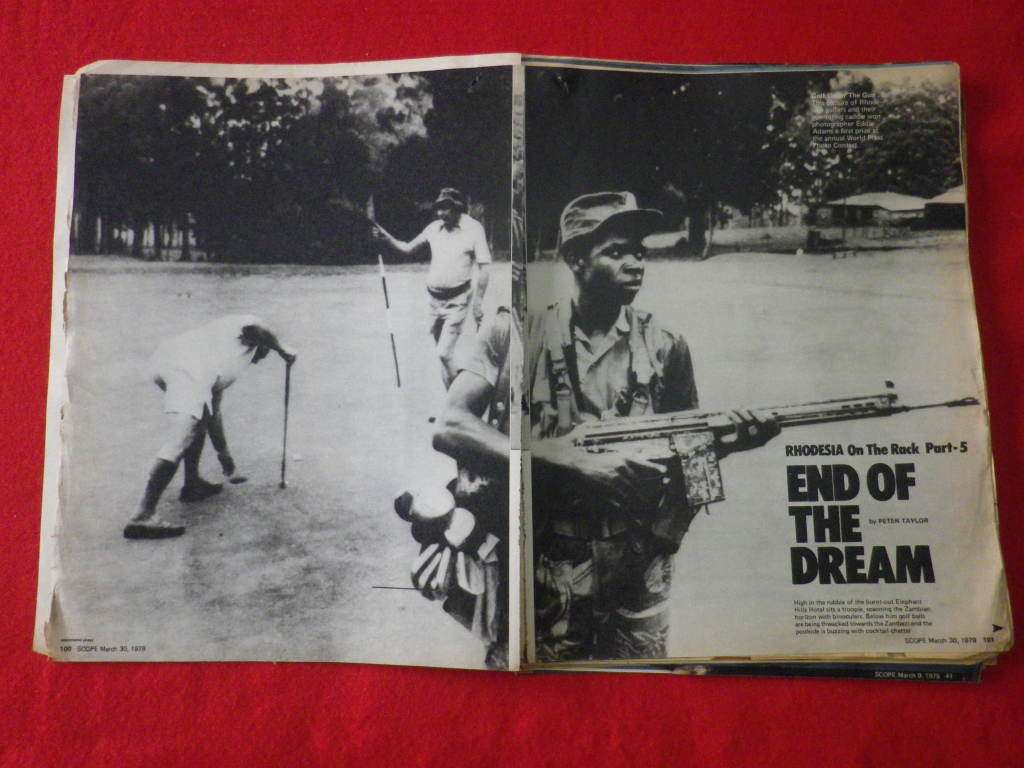 Golf Under The Gun
This picture of Rhode-
sian golfers and their
caddie won
photographer Eddie
Adams a first prize at
the annual World Press
Photo Contest.
RHODESIA On The Rack Part-5
END OF
THE
DREAM
by PETER TAYLOR
High in the rubble of the burnt-out Elephant
Hills Hotel sits a troopie, scanning the Zambian
horizon with binoculars. Below him golf balls
are being thwacked towards the Zambezi and the
poolside is buzzing with cocktail chatter
100 SCOPE March 30, 1979
SCOPE March 30, 1979 101
SCOPE March 9, 1979 41